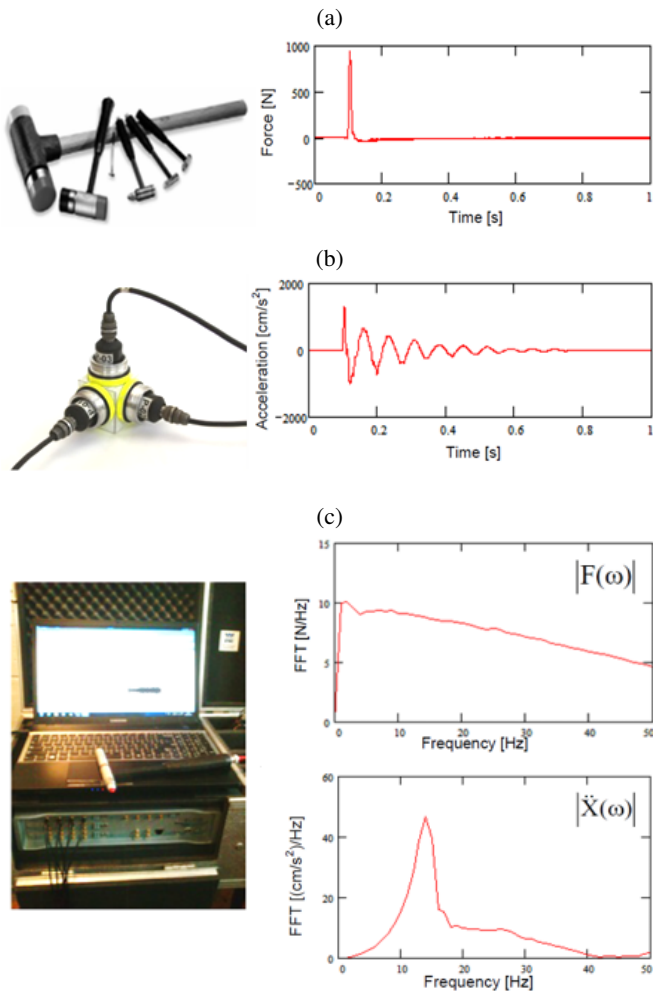 (a)
1000
500
0
−500
Force [N]
0 0.2 0.4 0.6 0.8 1
Time [s]
(b)
2000
0
−2000
Acceleration [cm/s²]
0 0.2 0.4 0.6 0.8 1
Time [s]
(c)
15
10
5
0
FFT [N/Hz]
|F(ω)|
0 10 20 30 40 50
Frequency [Hz]
60
40
20
0
FFT [(cm/s²)/Hz]
|Ẍ(ω)|
0 10 20 30 40 50
Frequency [Hz]